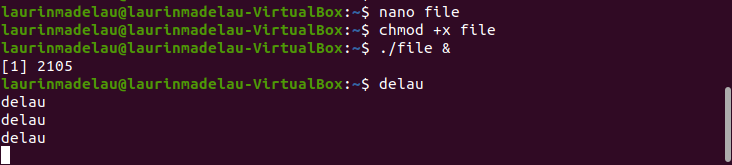 laurinmadelau@laurinmadelau-VirtualBox:~$ nano file
laurinmadelau@laurinmadelau-VirtualBox:~$ chmod +x file
laurinmadelau@laurinmadelau-VirtualBox:~$ ./file &
[1] 2105
laurinmadelau@laurinmadelau-VirtualBox:~$ delau
delau
delau
delau